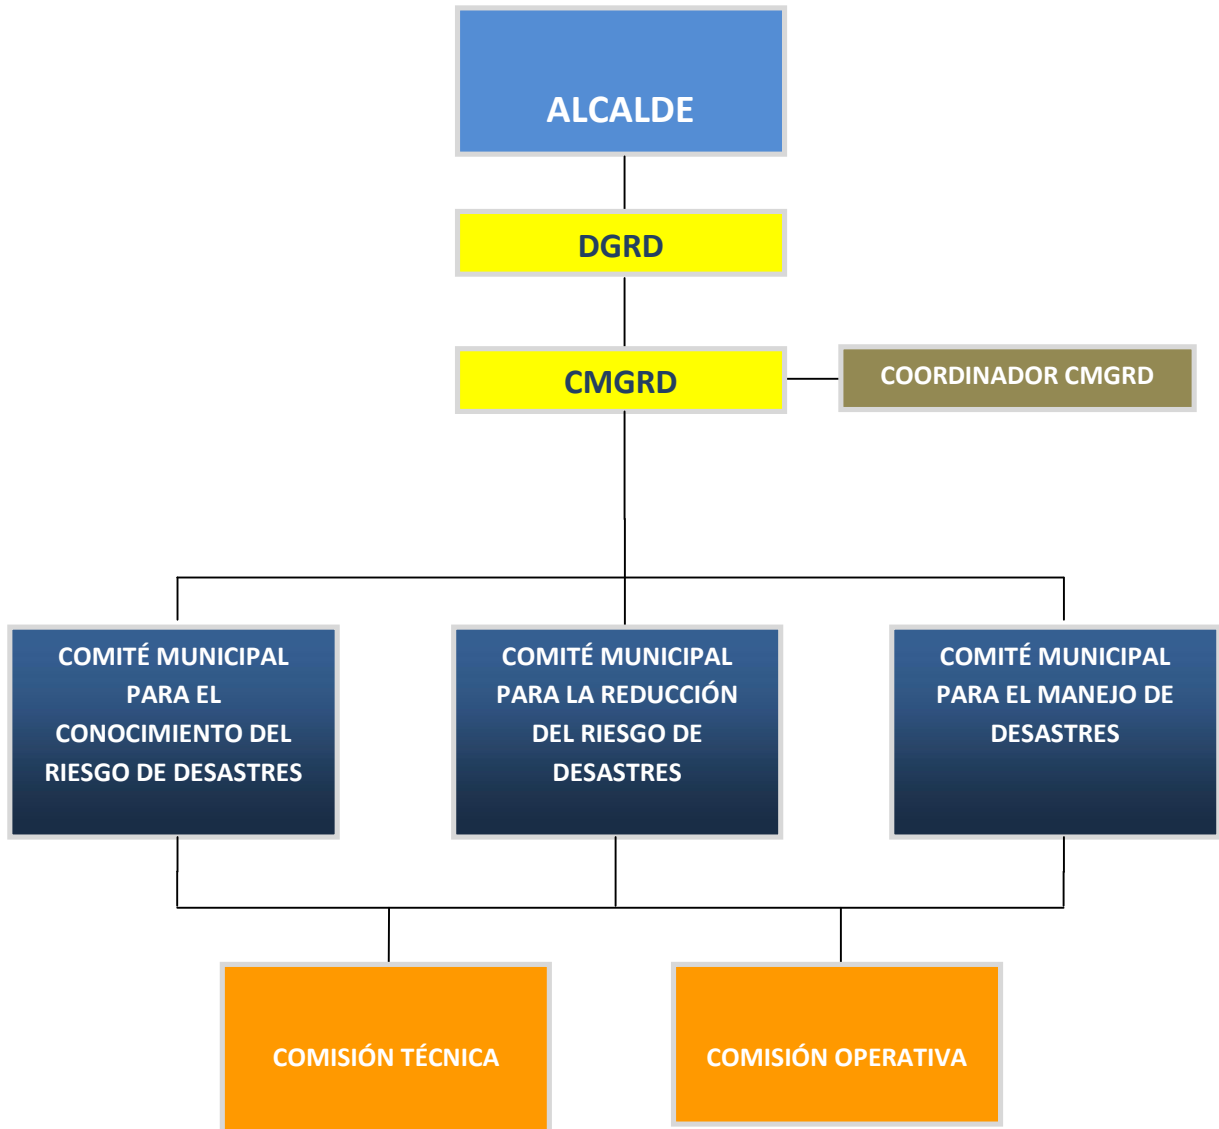 ALCALDE
DGRD
CMGRD
COORDINADOR CMGRD
COMITÉ MUNICIPAL
PARA EL
CONOCIMIENTO DEL
RIESGO DE DESASTRES
COMITÉ MUNICIPAL
PARA LA REDUCCIÓN
DEL RIESGO DE
DESASTRES
COMITÉ MUNICIPAL
PARA EL MANEJO DE
DESASTRES
COMISIÓN TÉCNICA
COMISIÓN OPERATIVA